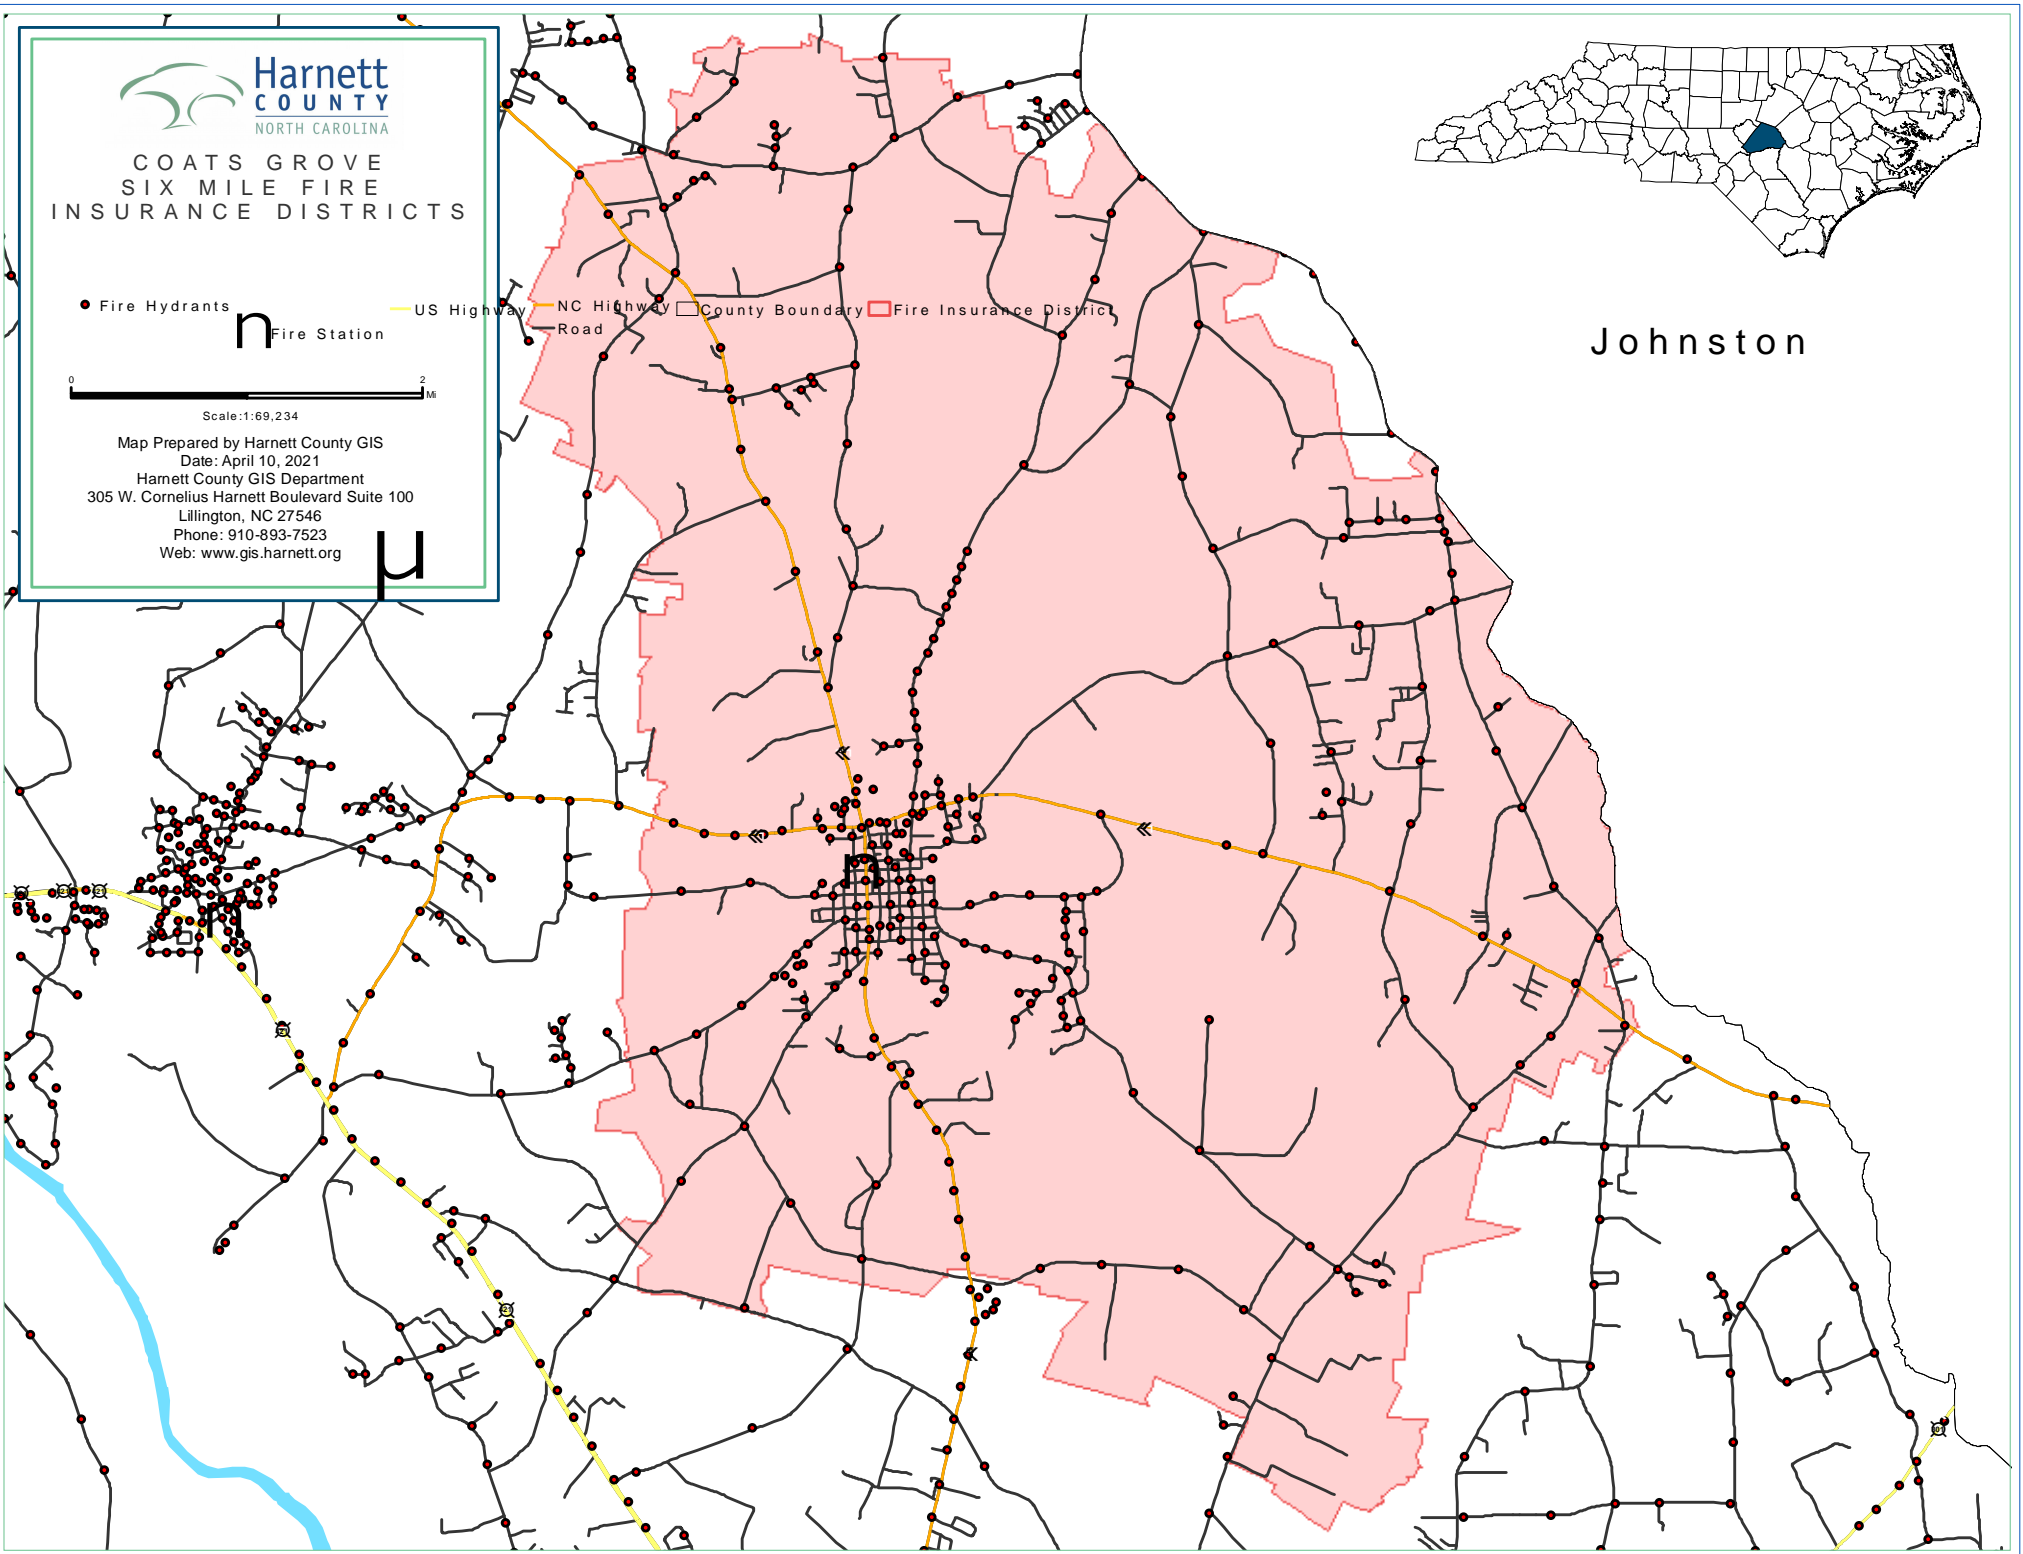 Harnett
COUNTY
NORTH CAROLINA
COATS GROVE
SIX MILE FIRE
INSURANCE DISTRICTS
Fire Hydrants
n Fire Station
US Highway
NC Highway
Road
County Boundary
Fire Insurance District
0 2
Mi
Scale:1:69,234
Map Prepared by Harnett County GIS
Date: April 10, 2021
Harnett County GIS Department
305 W. Cornelius Harnett Boulevard Suite 100
Lillington, NC 27546
Phone: 910-893-7523
Web: www.gis.harnett.org
µ
Johnston
n
n
421